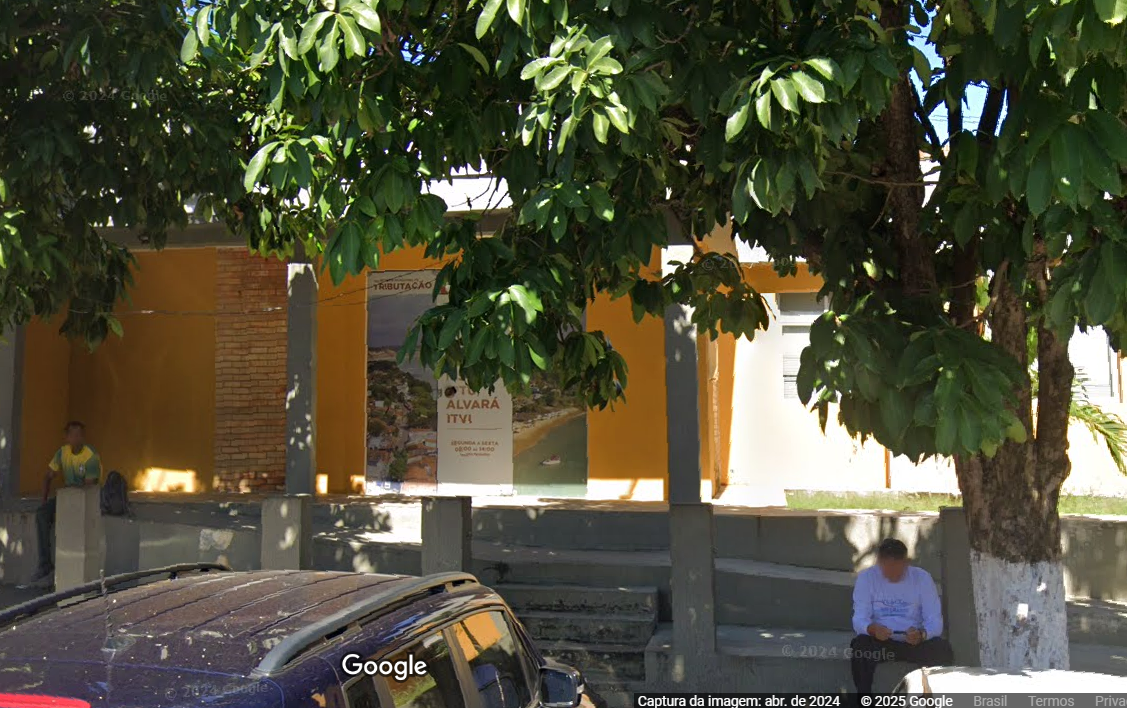 © 2024 Google
TRIBUTAÇÃO
ALVARÁ
ITVI
SEGUNDA A SEXTA
08:00 às 14:00
© 2024 Google
© 2024 Google
Google
Captura da imagem: abr. de 2024 © 2025 Google Brasil Termos Priva